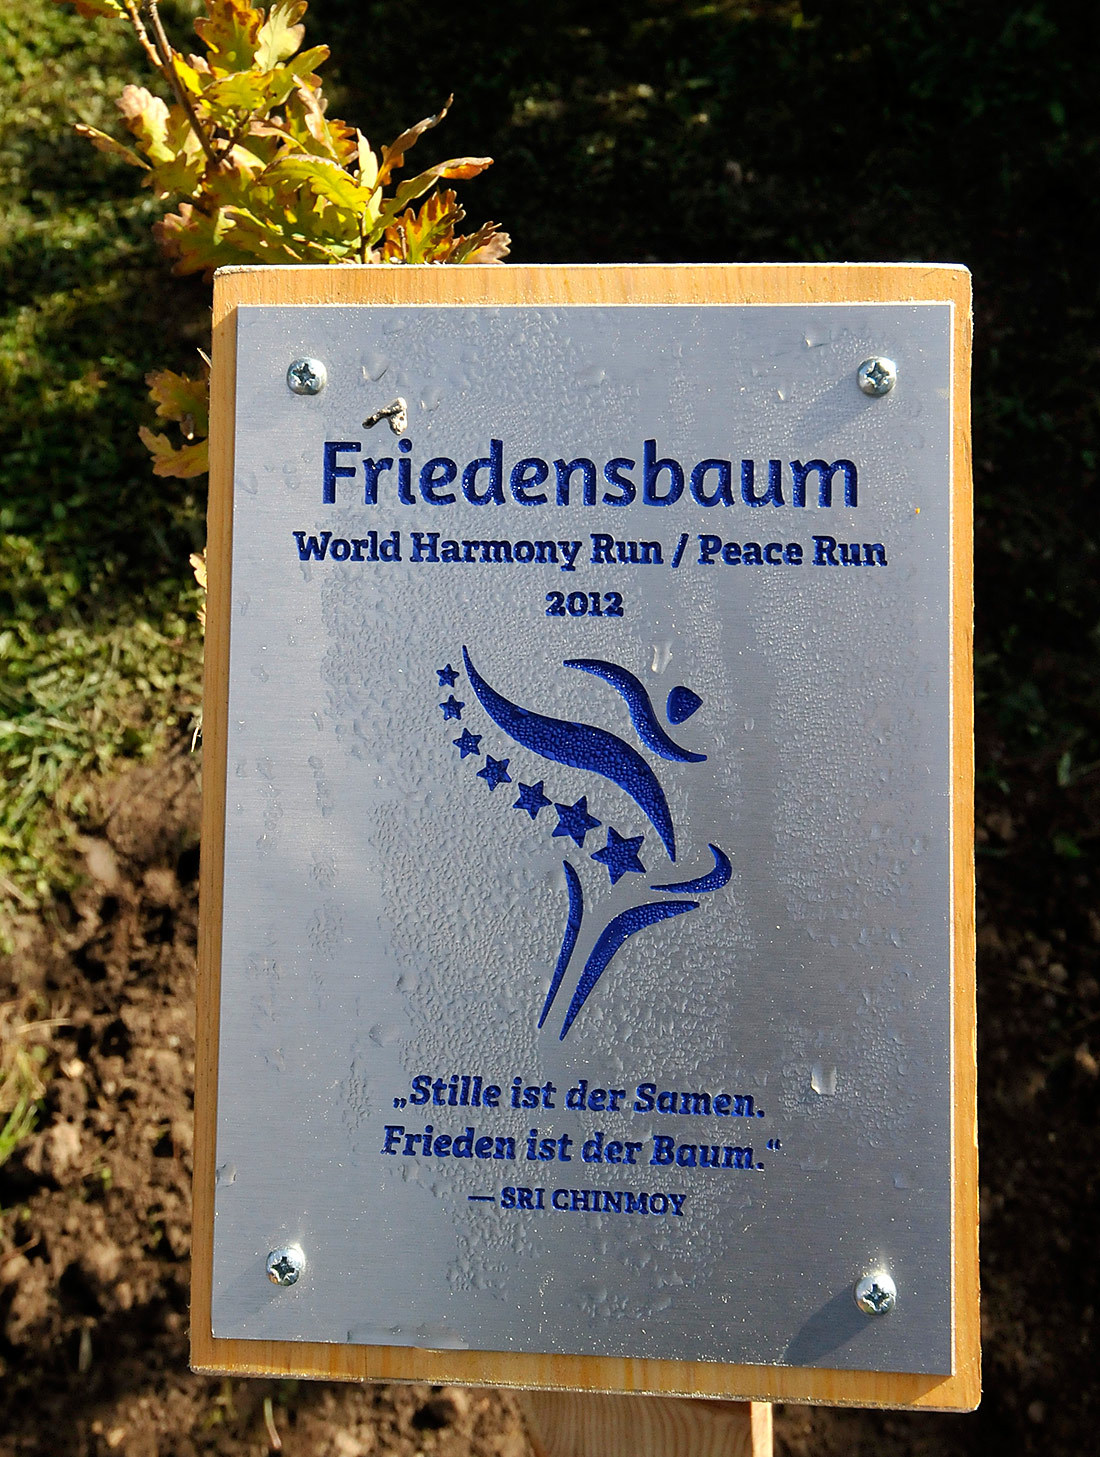 Friedensbaum
World Harmony Run / Peace Run
2012
„Stille ist der Samen.
Frieden ist der Baum.“
— SRI CHINMOY